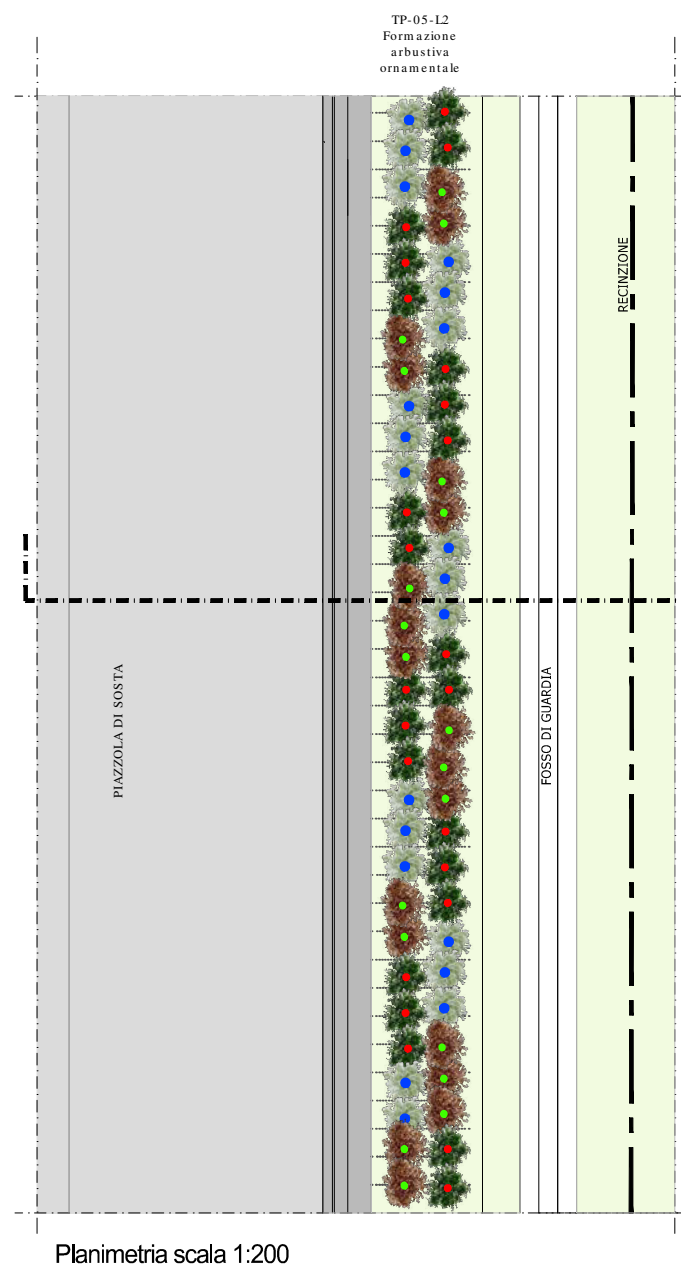 TP-05-L2
Formazione
arbustiva
ornamentale
RECINZIONE
PIAZZOLA DI SOSTA
FOSSO DI GUARDIA
Planimetria scala 1:200